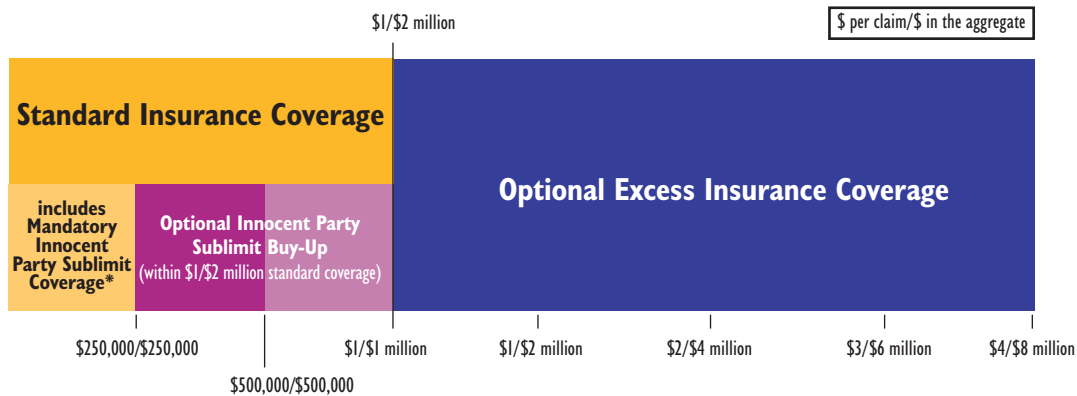 $1/$2 million
$ per claim/$ in the aggregate
Standard Insurance Coverage
Optional Excess Insurance Coverage
includes
Mandatory
Innocent
Party Sublimit
Coverage*
Optional Innocent Party
Sublimit Buy-Up
(within $1/$2 million standard coverage)
$250,000/$250,000
$500,000/$500,000
$1/$1 million
$1/$2 million
$2/$4 million
$3/$6 million
$4/$8 million